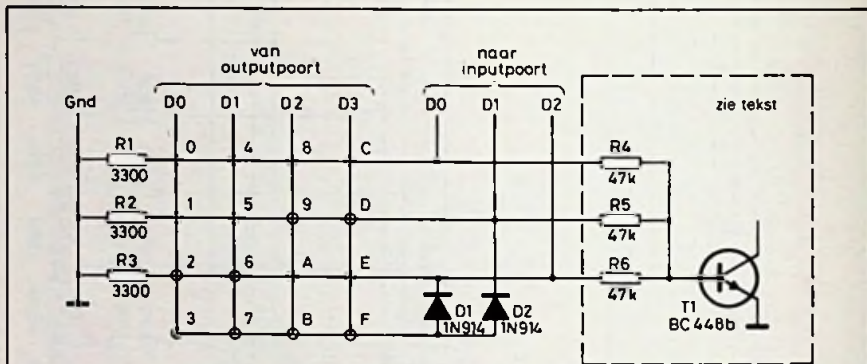 van
outputpoort
naar
inputpoort
Gnd
D0 D1 D2 D3
D0 D1 D2
zie tekst
R1
3300
0 4 8 C
R4
47k
R2
3300
1 5 9 D
R5
47k
R3
3300
2 6 A E
R6
47k
3 7 B F
D1
1N914
D2
1N914
T1
BC 448b